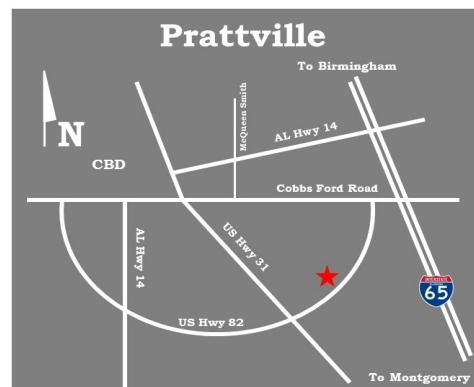 Prattville
To Birmingham
N
McQueen Smith
AL Hwy 14
CBD
Cobbs Ford Road
AL Hwy 14
US Hwy 31
INTERSTATE
65
US Hwy 82
To Montgomery